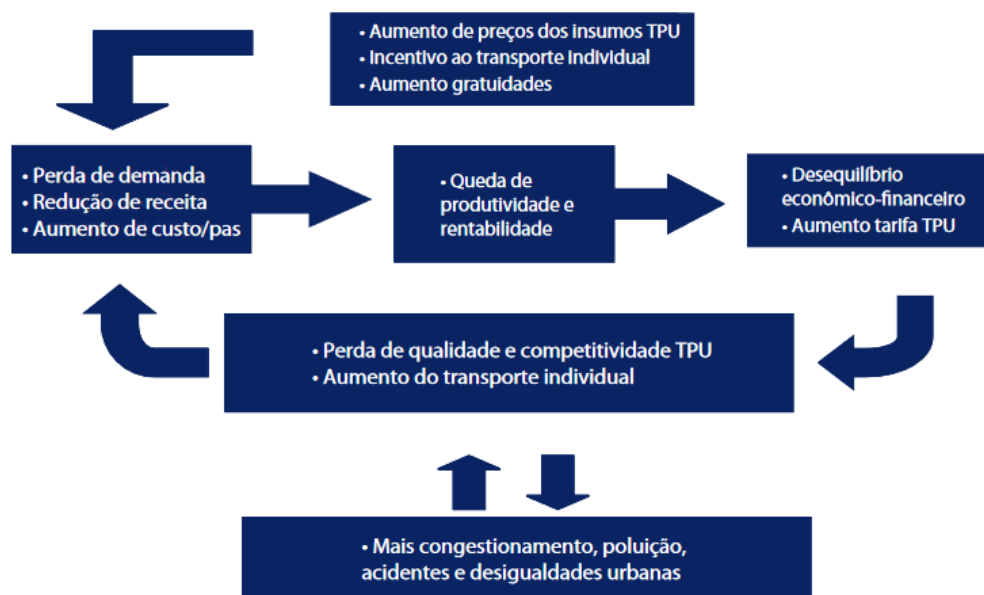 • Aumento de preços dos insumos TPU
• Incentivo ao transporte individual
• Aumento gratuidades
• Perda de demanda
• Redução de receita
• Aumento de custo/pas
• Queda de
produtividade e
rentabilidade
• Desequilíbrio
econômico-financeiro
• Aumento tarifa TPU
• Perda de qualidade e competitividade TPU
• Aumento do transporte individual
• Mais congestionamento, poluição,
acidentes e desigualdades urbanas